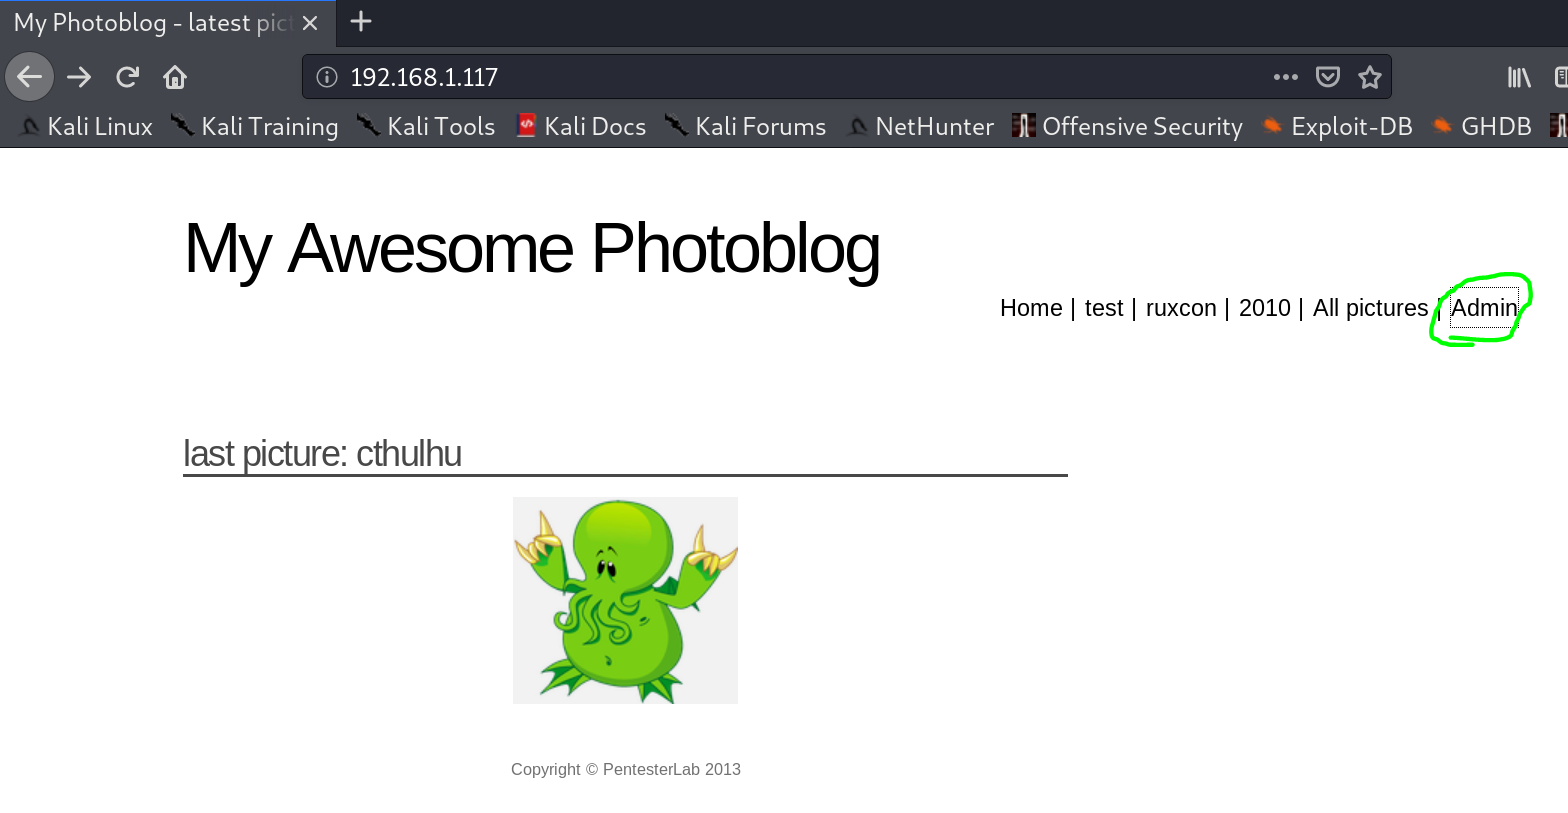 My Photoblog - latest pict
192.168.1.117
Kali Linux Kali Training Kali Tools Kali Docs Kali Forums NetHunter Offensive Security Exploit-DB GHDB
My Awesome Photoblog
Home | test | ruxcon | 2010 | All pictures | Admin
last picture: cthulhu
Copyright © PentesterLab 2013